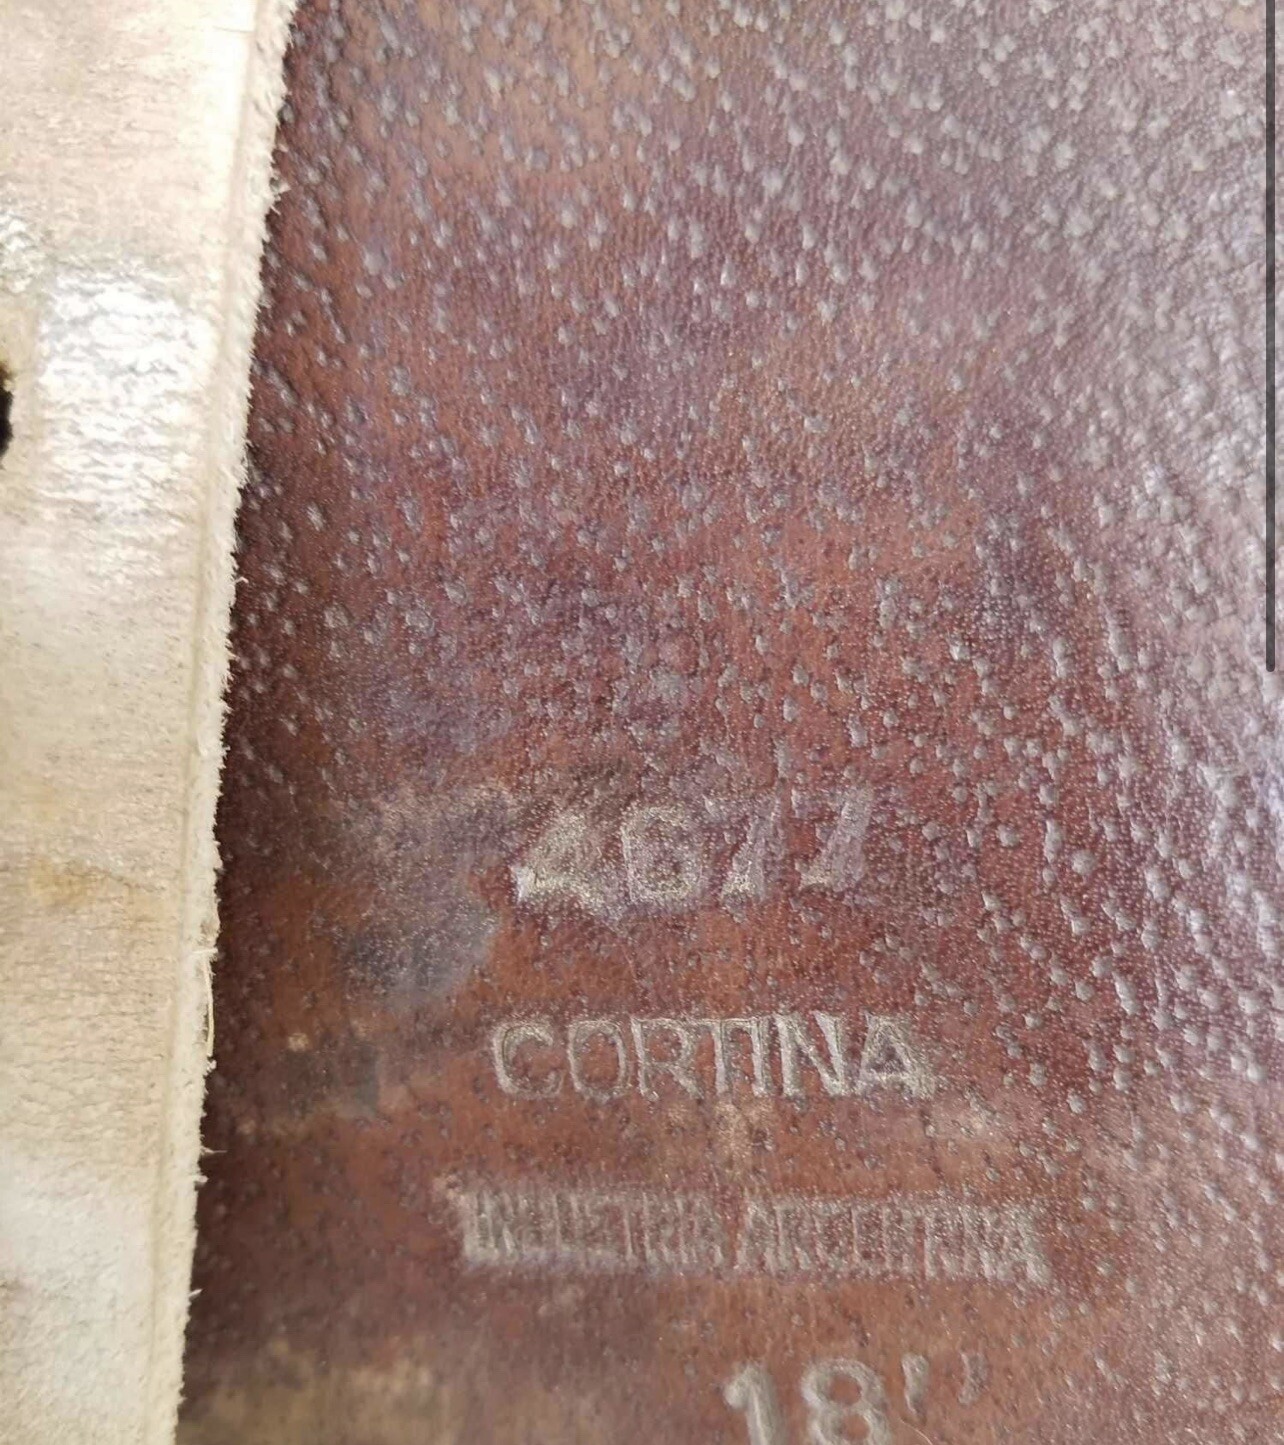 4677
CORTINA
INDUSTRIA ARGENTINA
18''